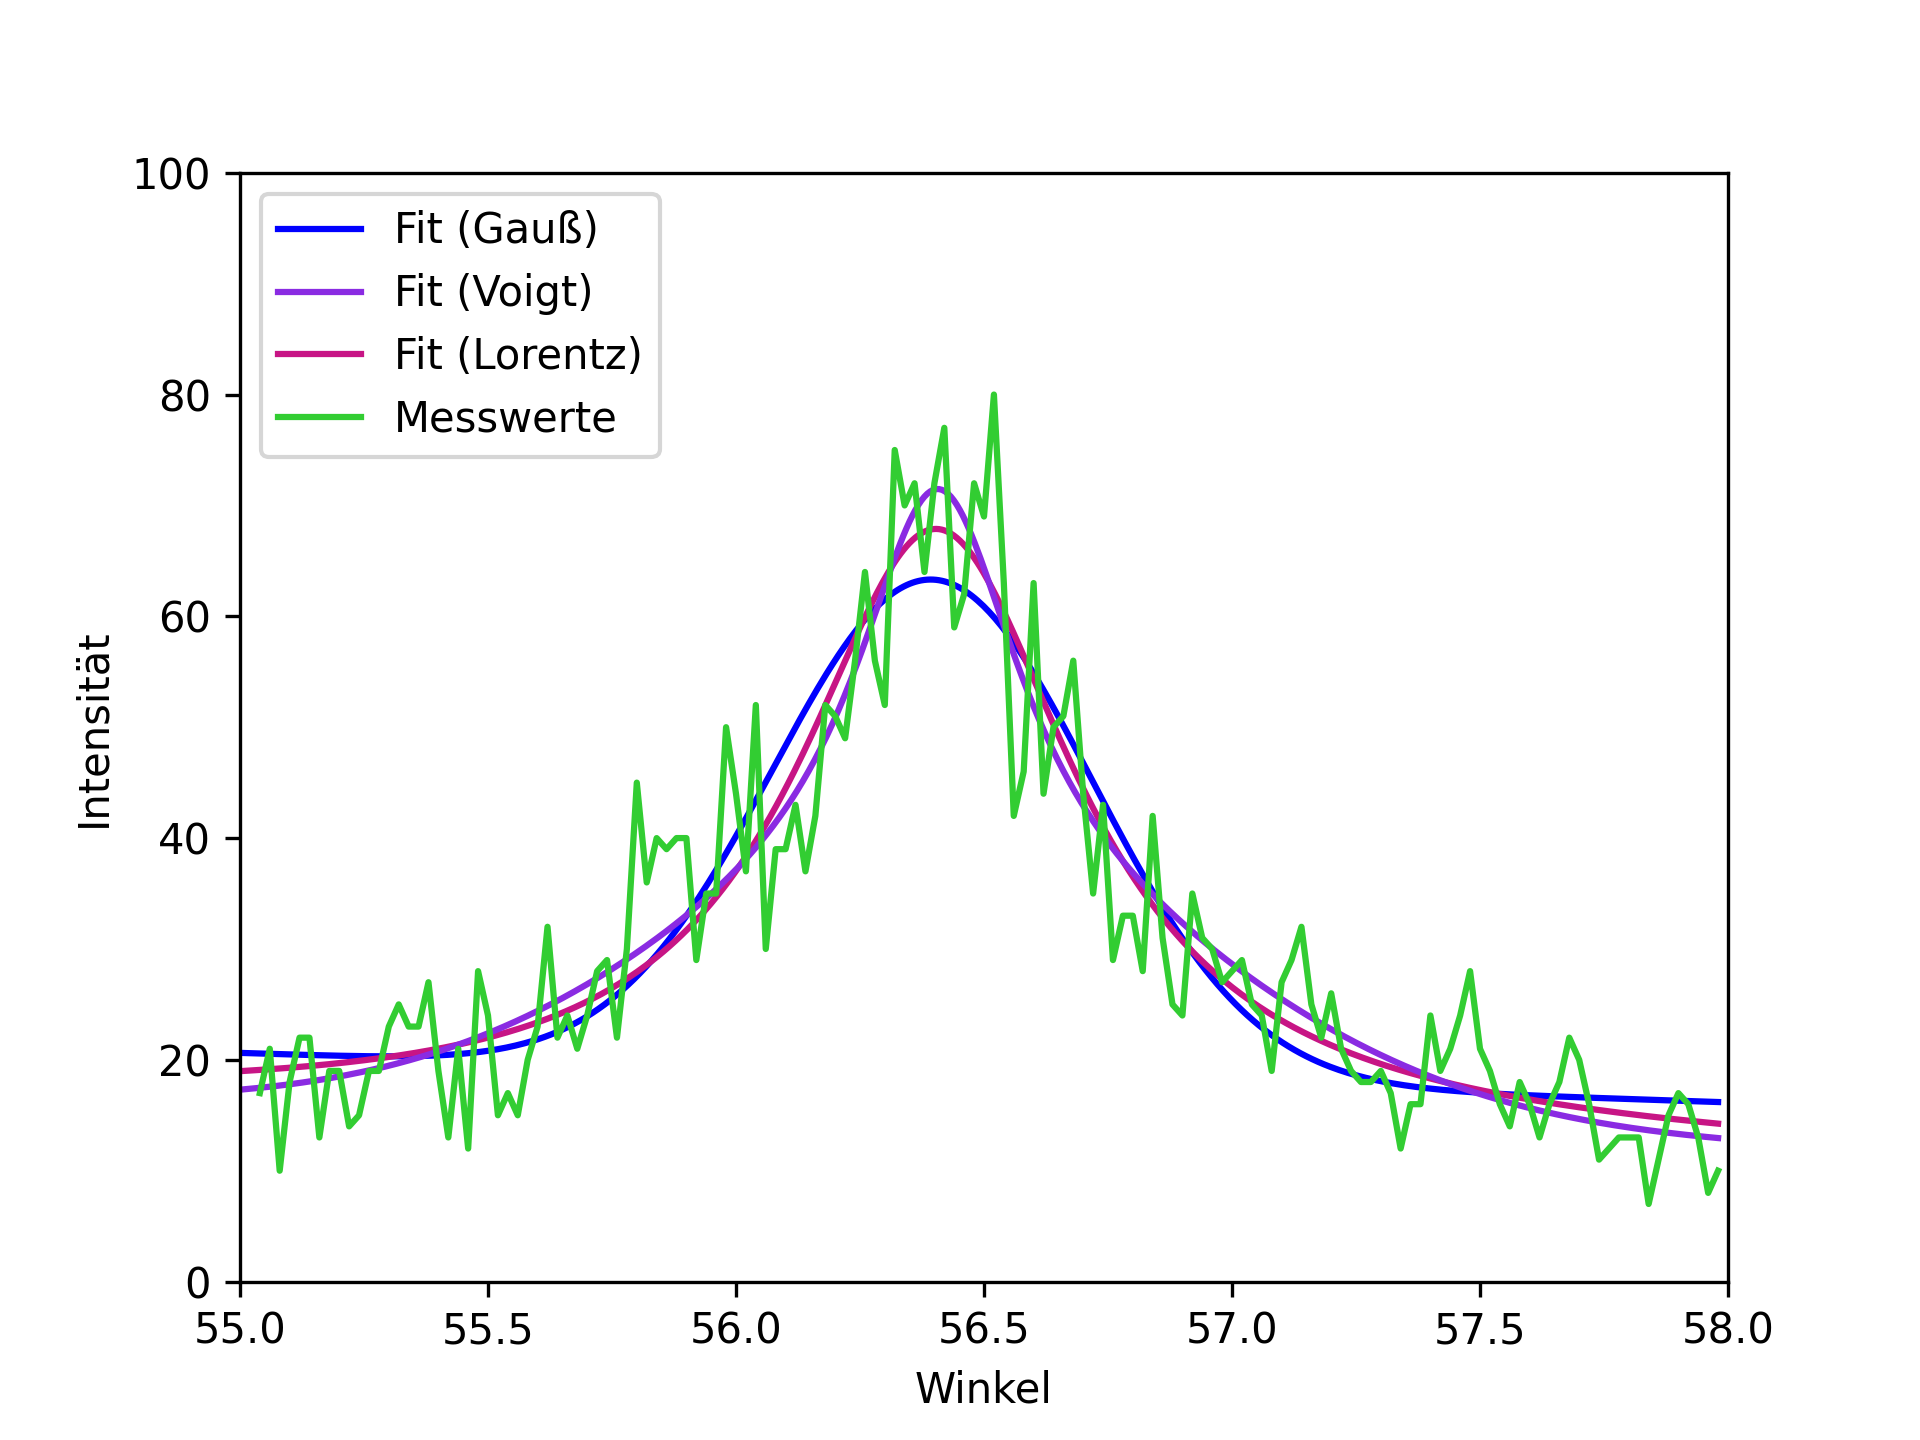 100
80
60
40
20
0
Intensität
Fit (Gauß)
Fit (Voigt)
Fit (Lorentz)
Messwerte
55.0 55.5 56.0 56.5 57.0 57.5 58.0
Winkel